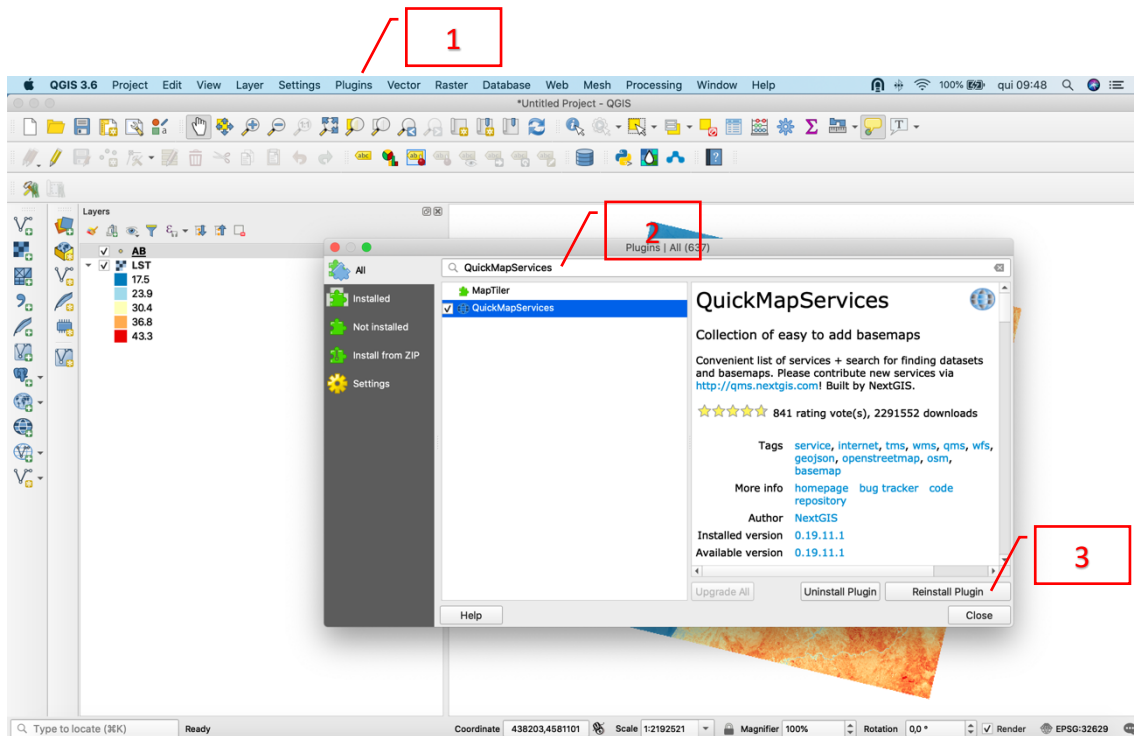 1
QGIS 3.6 Project Edit View Layer Settings Plugins Vector Raster Database Web Mesh Processing Window Help 100% qui 09:48
*Untitled Project - QGIS
Layers
AB
LST
17.5
23.9
30.4
36.8
43.3
2
Plugins | All (637)
All
Installed
Not installed
Install from ZIP
Settings
QuickMapServices
MapTiler
QuickMapServices
QuickMapServices
Collection of easy to add basemaps
Convenient list of services + search for finding datasets
and basemaps. Please contribute new services via
http://qms.nextgis.com! Built by NextGIS.
841 rating vote(s), 2291552 downloads
Tags service, internet, tms, wms, qms, wfs,
geojson, openstreetmap, osm,
basemap
More info homepage bug tracker code
repository
Author NextGIS
Installed version 0.19.11.1
Available version 0.19.11.1
3
Upgrade All Uninstall Plugin Reinstall Plugin
Help Close
Type to locate (⌘K) Ready Coordinate 438203,4581101 Scale 1:2192521 Magnifier 100% Rotation 0,0 ° Render EPSG:32629